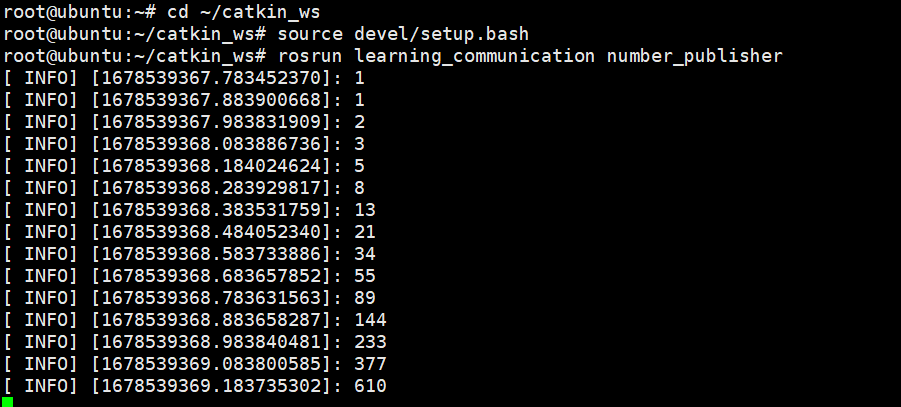 root@ubuntu:~# cd ~/catkin_ws
root@ubuntu:~/catkin_ws# source devel/setup.bash
root@ubuntu:~/catkin_ws# rosrun learning_communication number_publisher
[ INFO] [1678539367.783452370]: 1
[ INFO] [1678539367.883900668]: 1
[ INFO] [1678539367.983831909]: 2
[ INFO] [1678539368.083886736]: 3
[ INFO] [1678539368.184024624]: 5
[ INFO] [1678539368.283929817]: 8
[ INFO] [1678539368.383531759]: 13
[ INFO] [1678539368.484052340]: 21
[ INFO] [1678539368.583733886]: 34
[ INFO] [1678539368.683657852]: 55
[ INFO] [1678539368.783631563]: 89
[ INFO] [1678539368.883658287]: 144
[ INFO] [1678539368.983840481]: 233
[ INFO] [1678539369.083800585]: 377
[ INFO] [1678539369.183735302]: 610